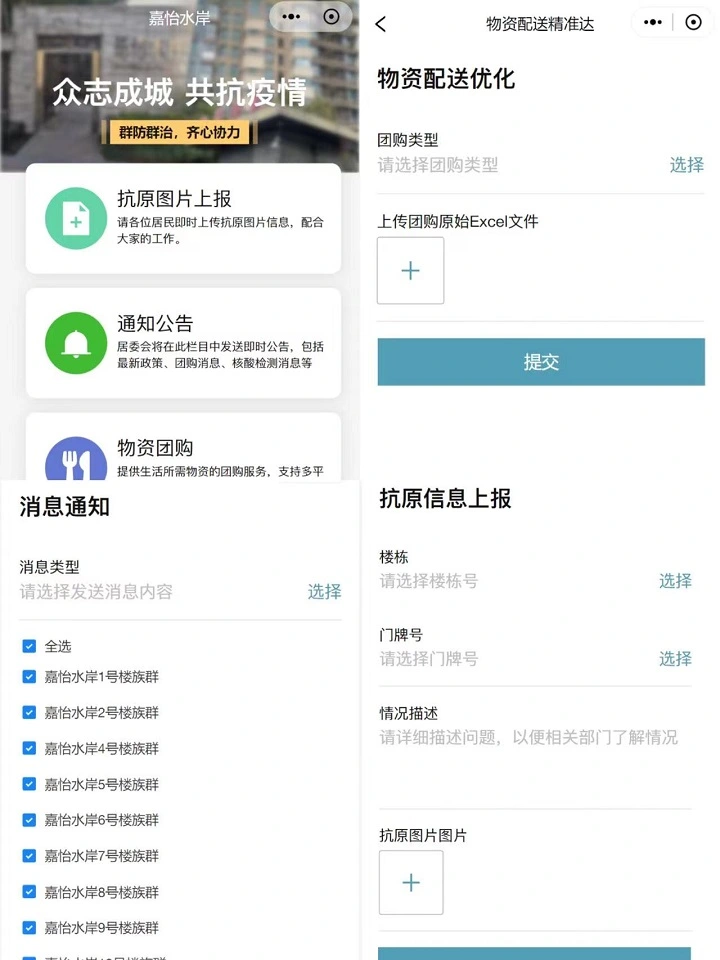 嘉怡水岸
众志成城 共抗疫情
群防群治，齐心协力
抗原图片上报
请各位居民即时上传抗原图片信息，配合
大家的工作。
通知公告
居委会将在此栏目中发送即时公告，包括
最新政策、团购消息、核酸检测消息等
物资团购
提供生活所需物资的团购服务，支持多平
物资配送精准达
物资配送优化
团购类型
请选择团购类型
选择
上传团购原始Excel文件
提交
消息通知
消息类型
请选择发送消息内容
选择
全选
嘉怡水岸1号楼族群
嘉怡水岸2号楼族群
嘉怡水岸4号楼族群
嘉怡水岸5号楼族群
嘉怡水岸6号楼族群
嘉怡水岸7号楼族群
嘉怡水岸8号楼族群
嘉怡水岸9号楼族群
抗原信息上报
楼栋
请选择楼栋号
选择
门牌号
请选择门牌号
选择
情况描述
请详细描述问题，以便相关部门了解情况
抗原图片图片